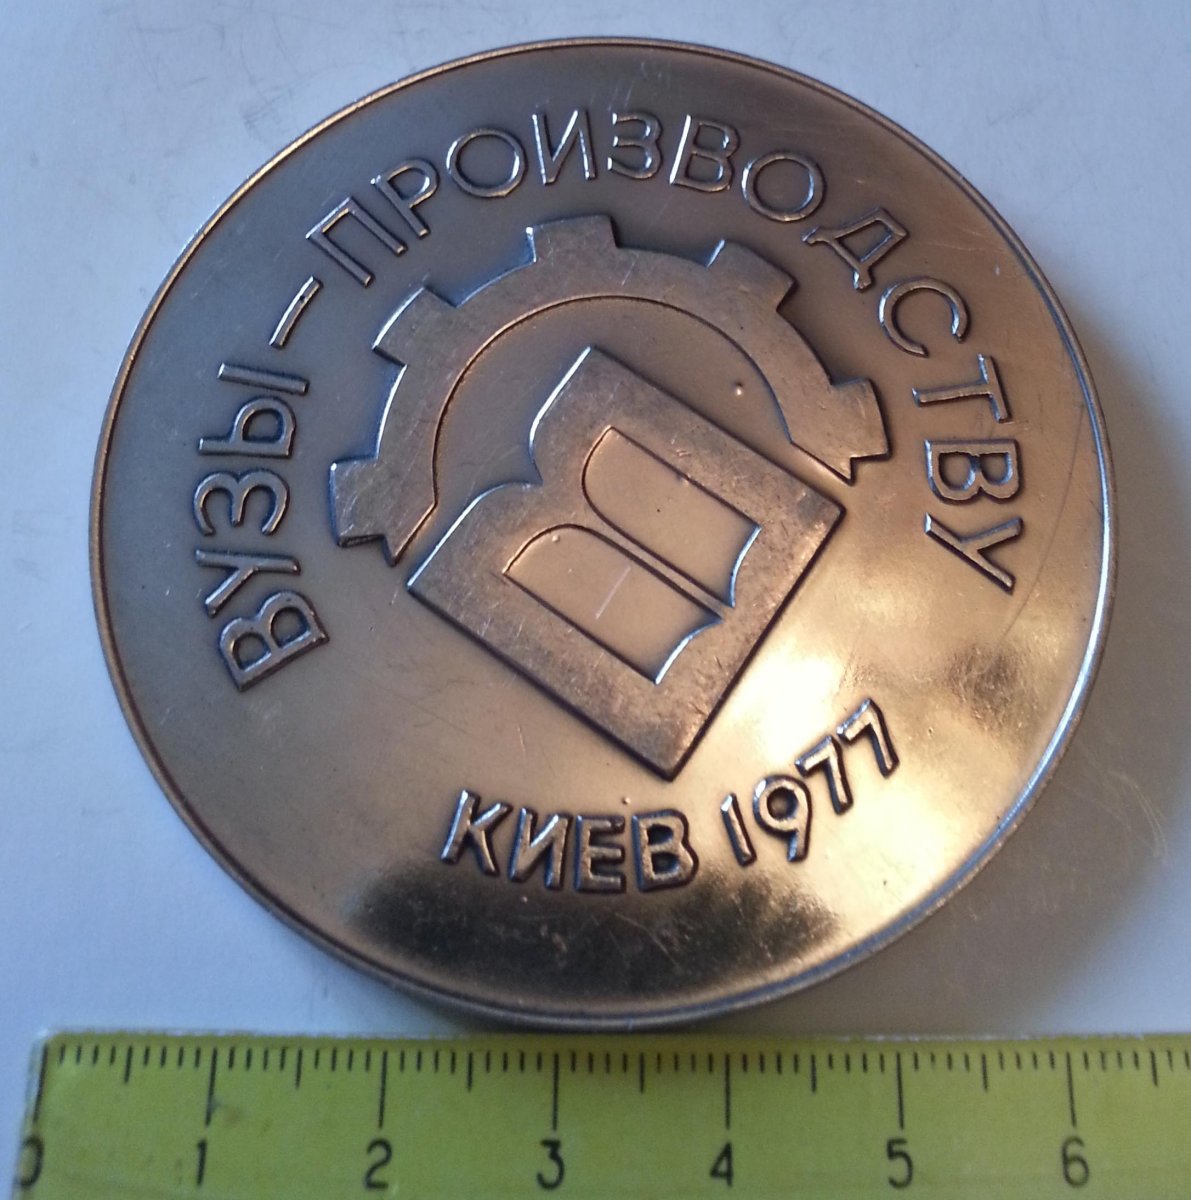 ВУЗЫ–ПРОИЗВОДСТВУ
КИЕВ 1977
0 1 2 3 4 5 6